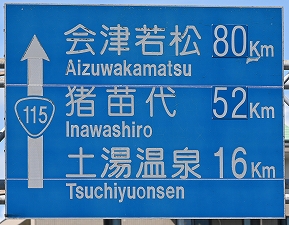 会津若松 80Km
Aizuwakamatsu
115
猪苗代 52Km
Inawashiro
土湯温泉 16Km
Tsuchiyuonsen